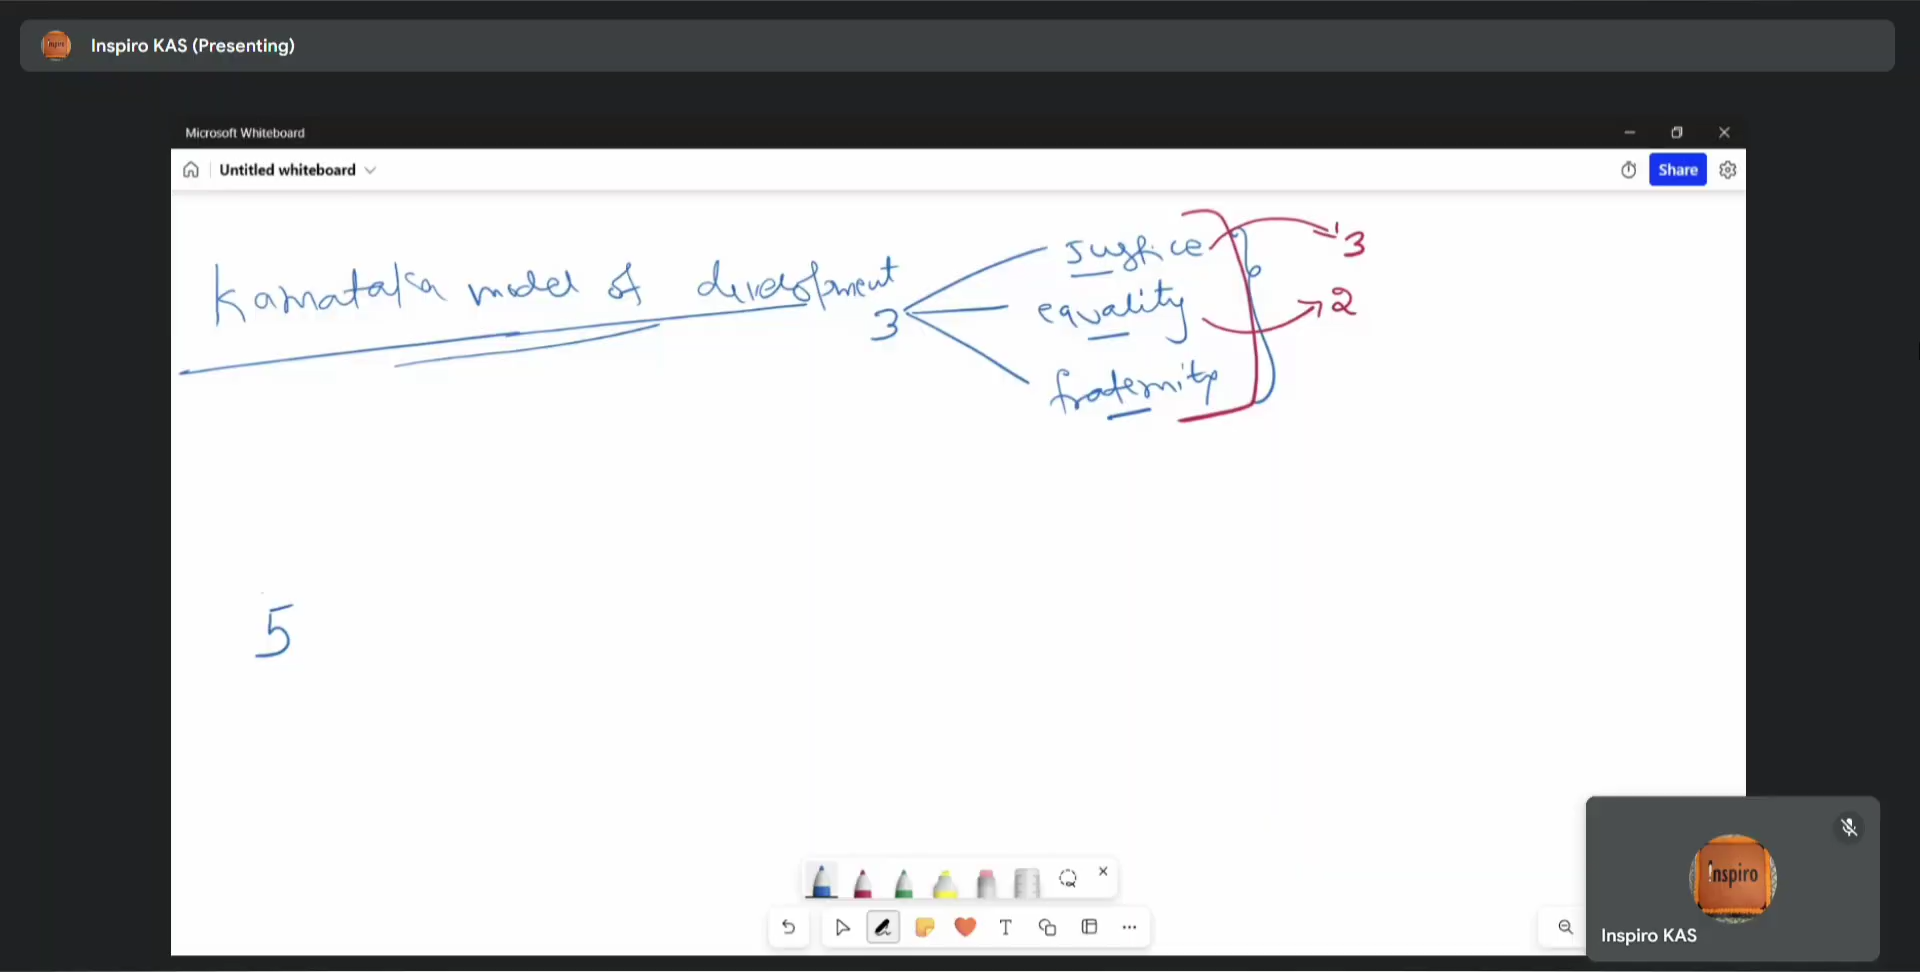 Inspiro KAS (Presenting)
Microsoft Whiteboard
Untitled whiteboard
Share
Karnataka model of development
3
Justice
3
equality
2
fraternity
5
Inspiro
Inspiro KAS